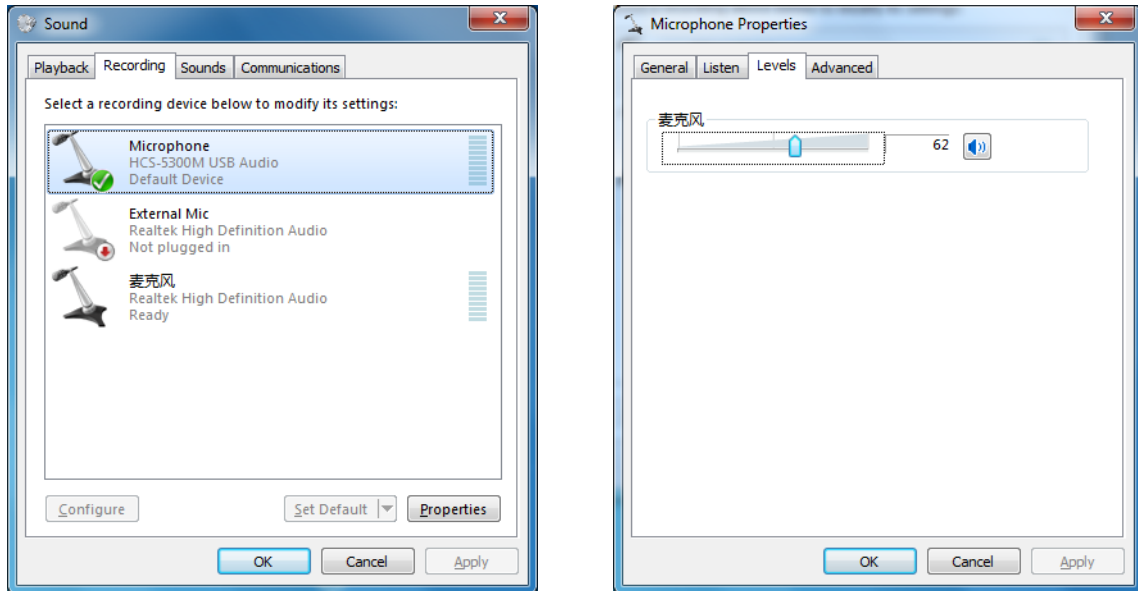 Sound
Playback Recording Sounds Communications
Select a recording device below to modify its settings:
Microphone
HCS-5300M USB Audio
Default Device
External Mic
Realtek High Definition Audio
Not plugged in
麦克风
Realtek High Definition Audio
Ready
Configure Set Default Properties
OK Cancel Apply
Microphone Properties
General Listen Levels Advanced
麦克风
62
OK Cancel Apply